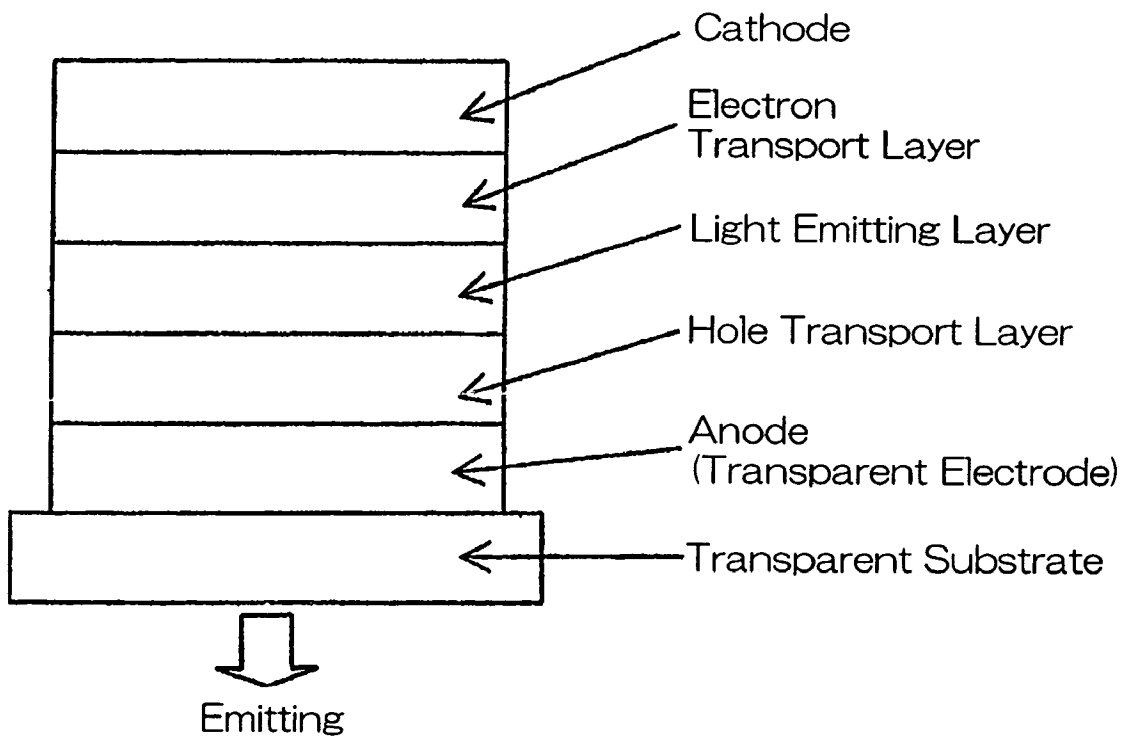 Cathode
Electron
Transport Layer
Light Emitting Layer
Hole Transport Layer
Anode
(Transparent Electrode)
Transparent Substrate
Emitting